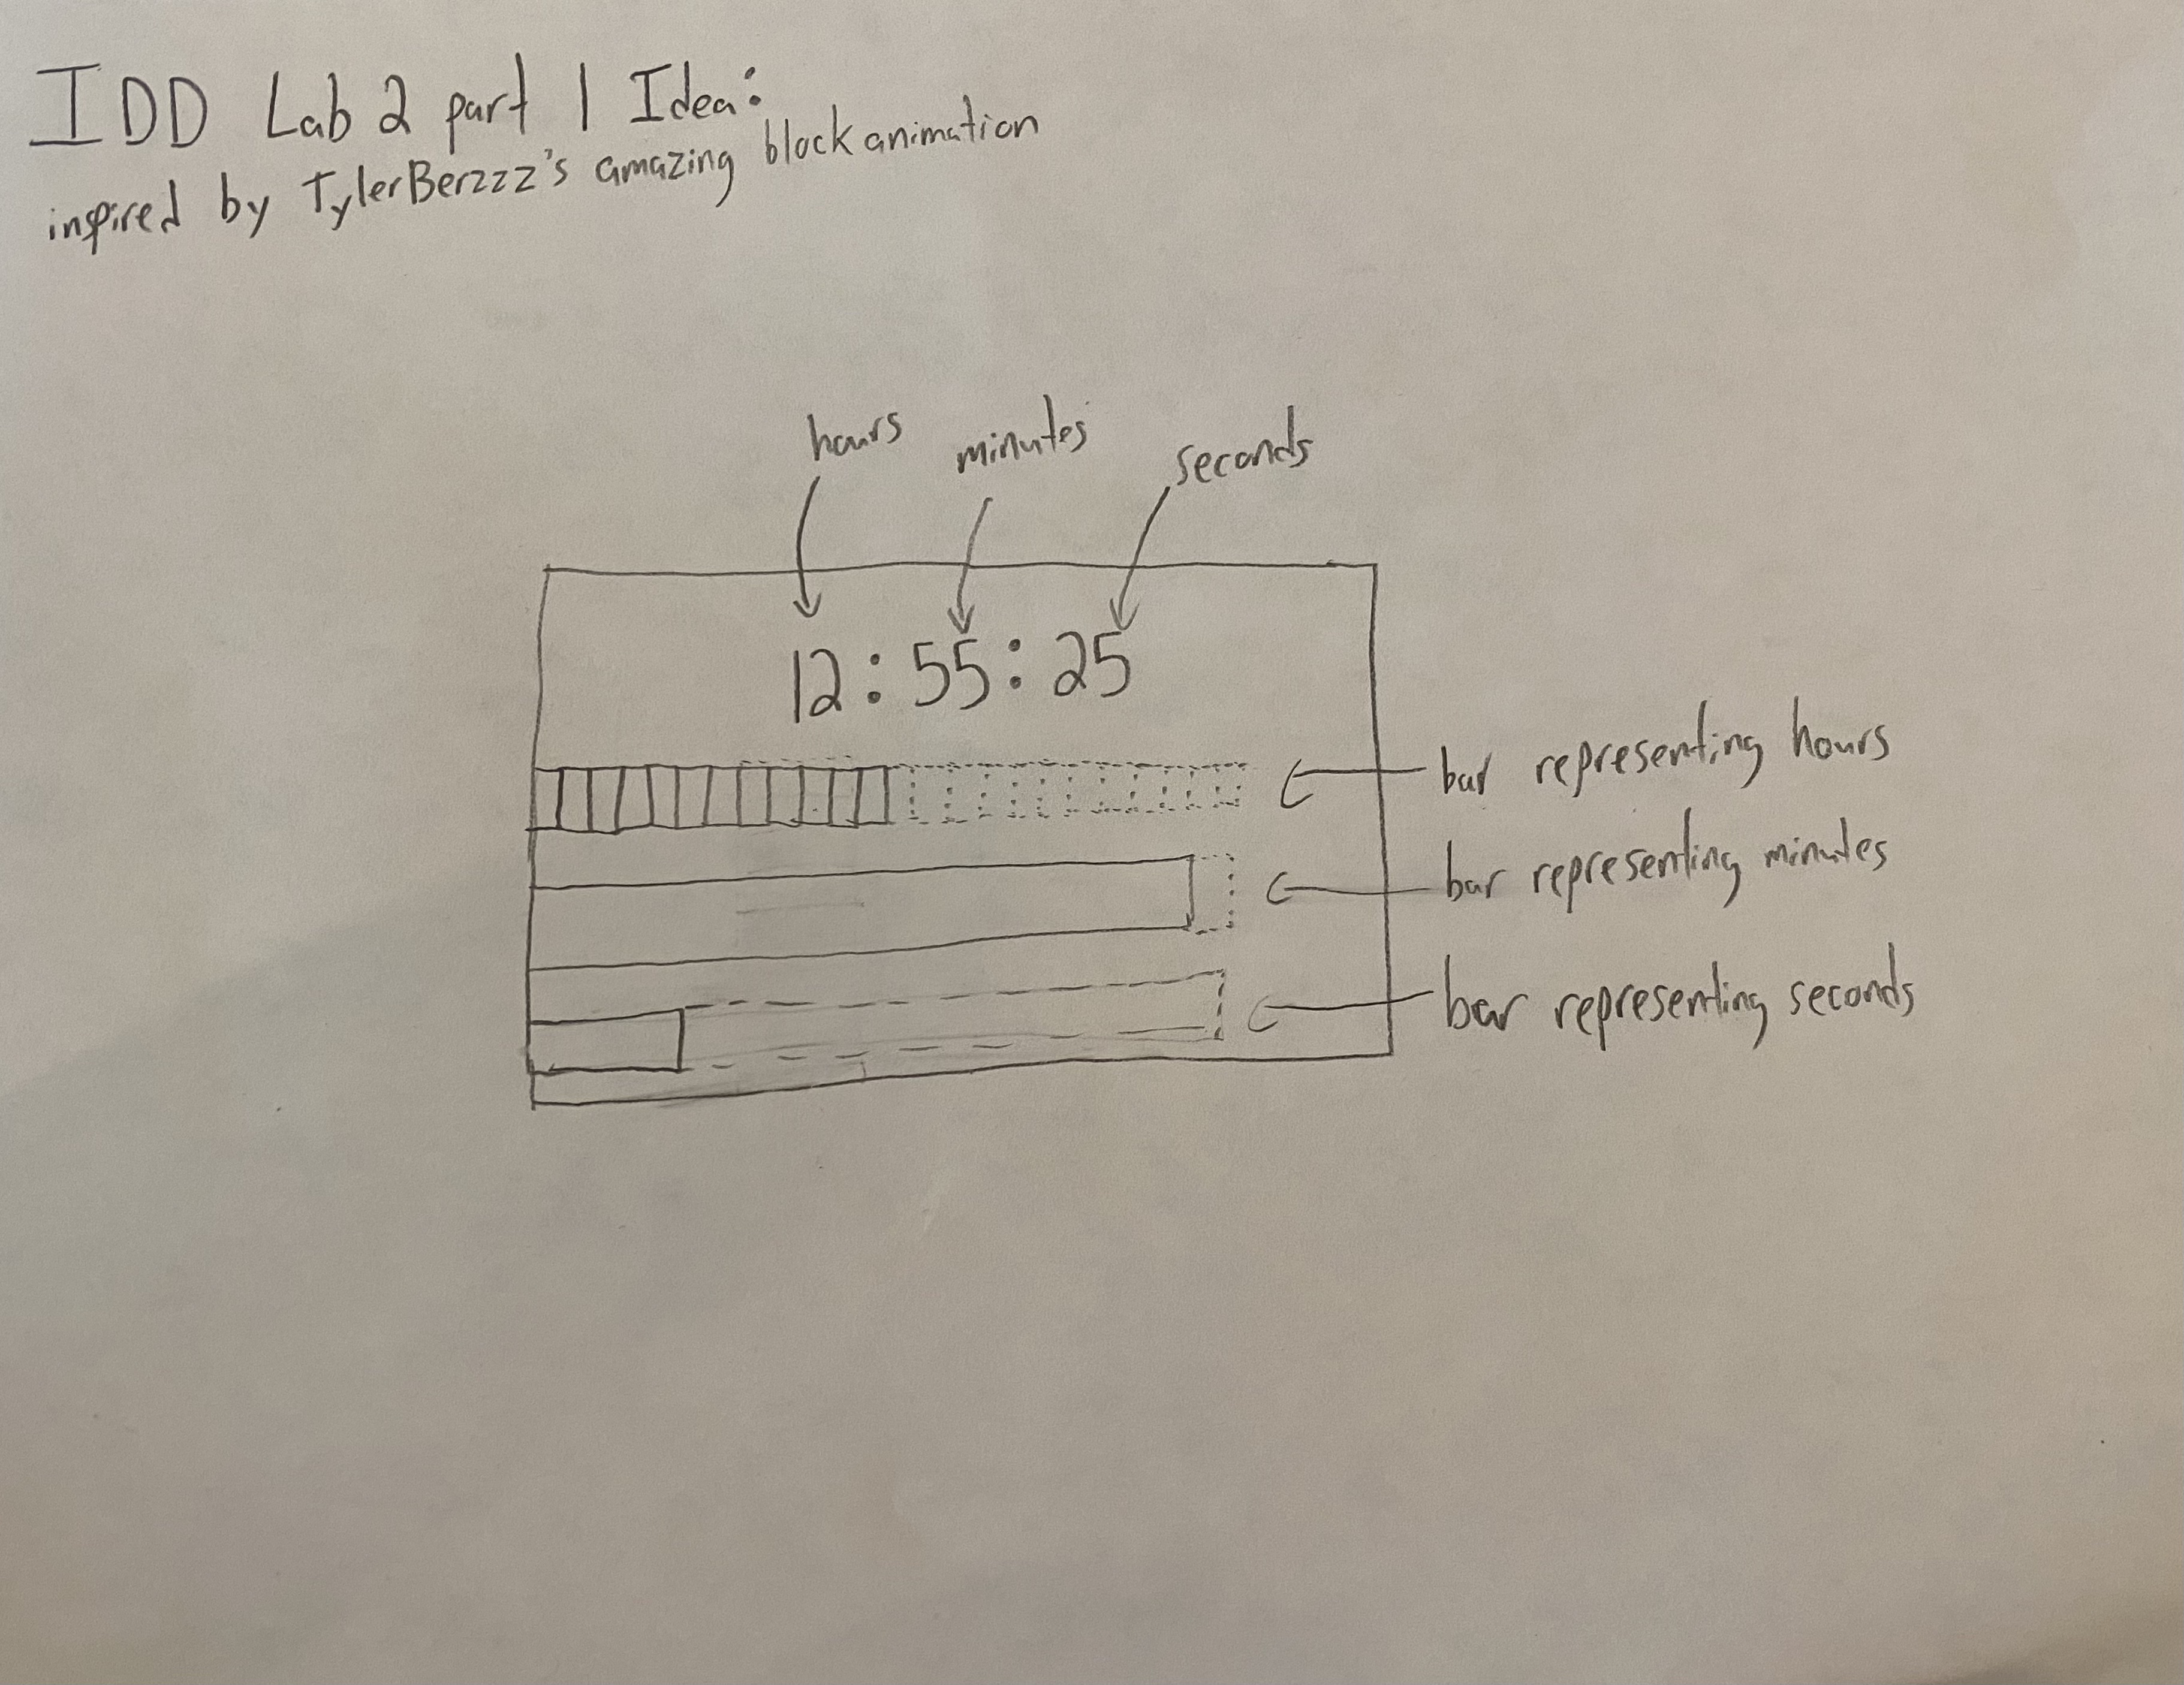 IDD Lab 2 part 1 Idea:
inspired by TylerBerzzz's amazing block animation
hours minutes seconds
12:55:25
bar representing hours
bar representing minutes
bar representing seconds